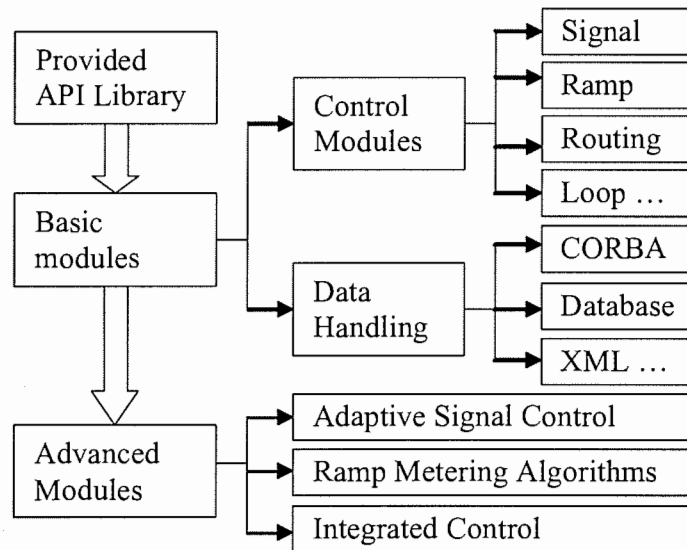 Provided
API Library
Basic
modules
Advanced
Modules
Control
Modules
Data
Handling
Signal
Ramp
Routing
Loop ...
CORBA
Database
XML ...
Adaptive Signal Control
Ramp Metering Algorithms
Integrated Control